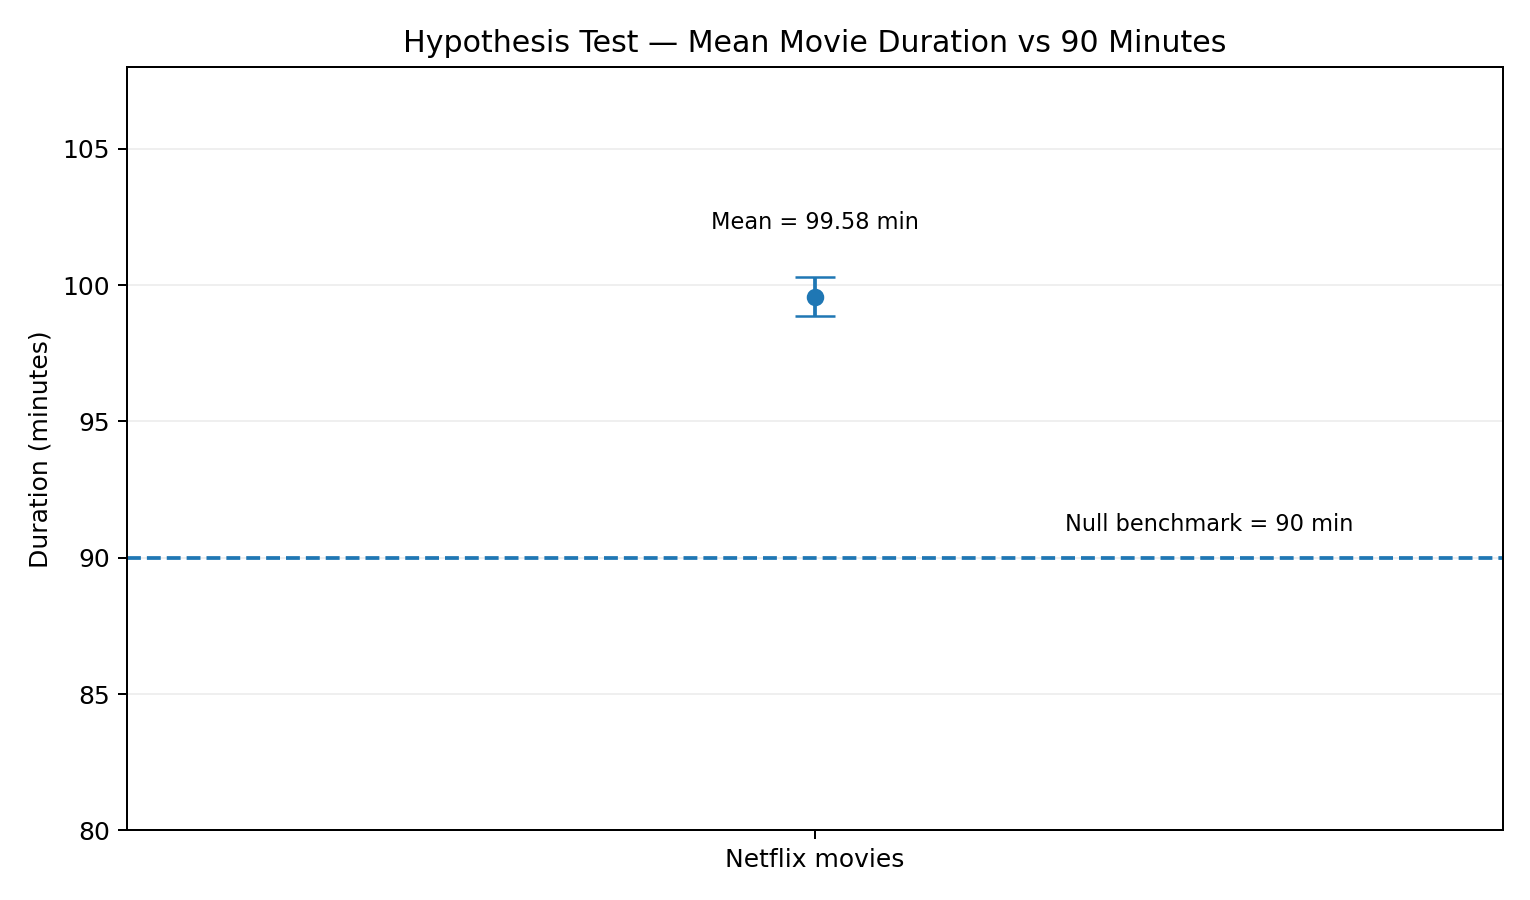 Hypothesis Test — Mean Movie Duration vs 90 Minutes
105
100
95
90
85
80
Duration (minutes)
Mean = 99.58 min
Null benchmark = 90 min
Netflix movies